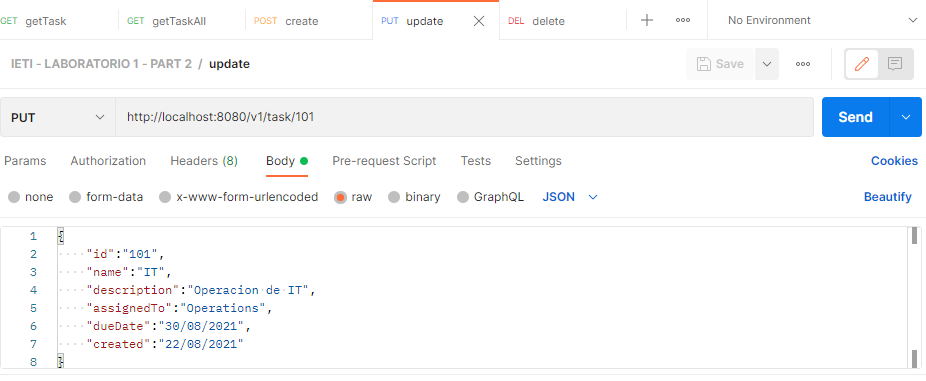 GET getTask GET getTaskAll POST create PUT update DEL delete No Environment
IETI - LABORATORIO 1 - PART 2 / update Save
PUT http://localhost:8080/v1/task/101 Send
Params Authorization Headers (8) Body Pre-request Script Tests Settings Cookies
none form-data x-www-form-urlencoded raw binary GraphQL JSON Beautify
1 {
2 "id":"101",
3 "name":"IT",
4 "description":"Operacion de IT",
5 "assignedTo":"Operations",
6 "dueDate":"30/08/2021",
7 "created":"22/08/2021"
8 }